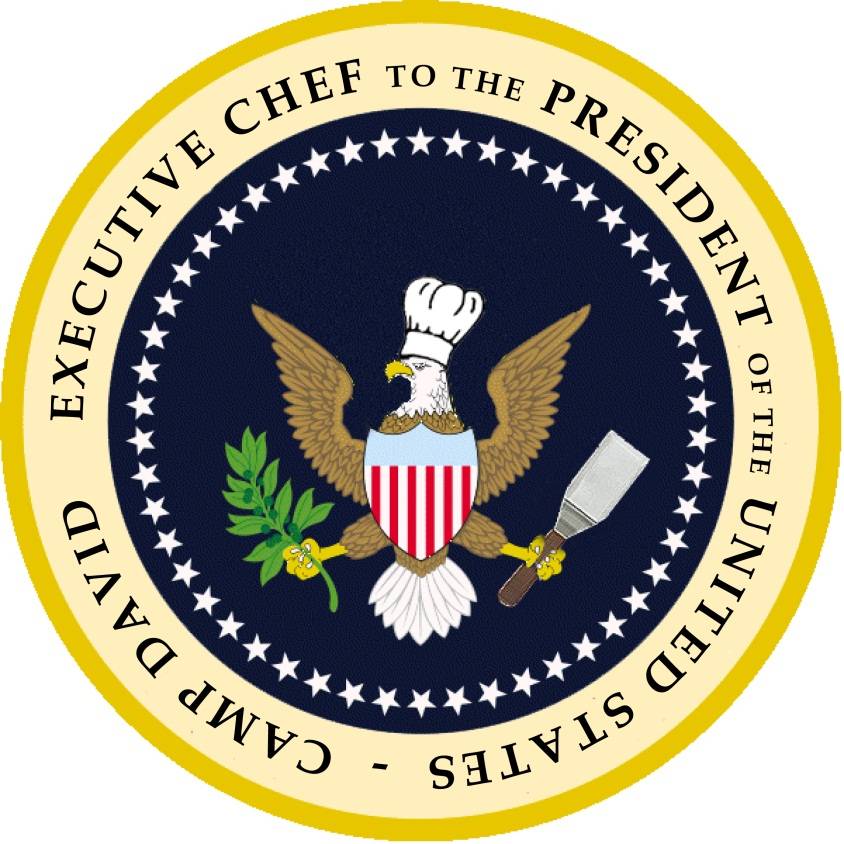 EXECUTIVE CHEF TO THE PRESIDENT OF THE UNITED STATES - CAMP DAVID